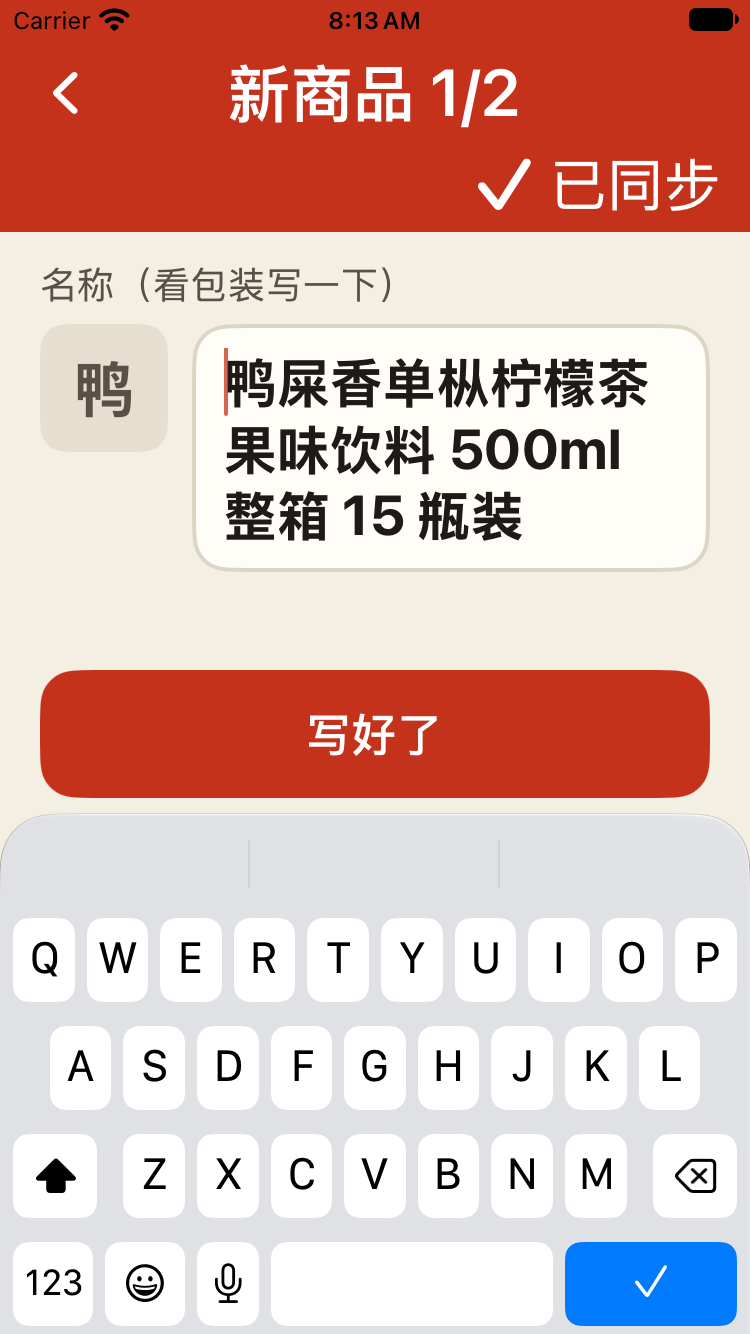 Carrier 8:13 AM
新商品 1/2
已同步
名称（看包装写一下）
鸭
鸭屎香单枞柠檬茶
果味饮料 500ml
整箱 15 瓶装
写好了
Q W E R T Y U I O P
A S D F G H J K L
Z X C V B N M
123